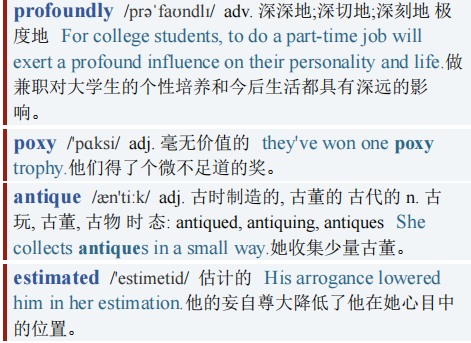 profoundly /prəˈfaʊndlɪ/ adv. 深深地;深切地;深刻地 极
度地 For college students, to do a part-time job will
exert a profound influence on their personality and life.做
兼职对大学生的个性培养和今后生活都具有深远的影
响。
poxy /'pɑksi/ adj. 毫无价值的 they've won one poxy
trophy.他们得了个微不足道的奖。
antique /æn'ti:k/ adj. 古时制造的, 古董的 古代的 n. 古
玩, 古董, 古物 时 态: antiqued, antiquing, antiques She
collects antiques in a small way.她收集少量古董。
estimated /'estimetid/ 估计的 His arrogance lowered
him in her estimation.他的妄自尊大降低了他在她心目中
的位置。